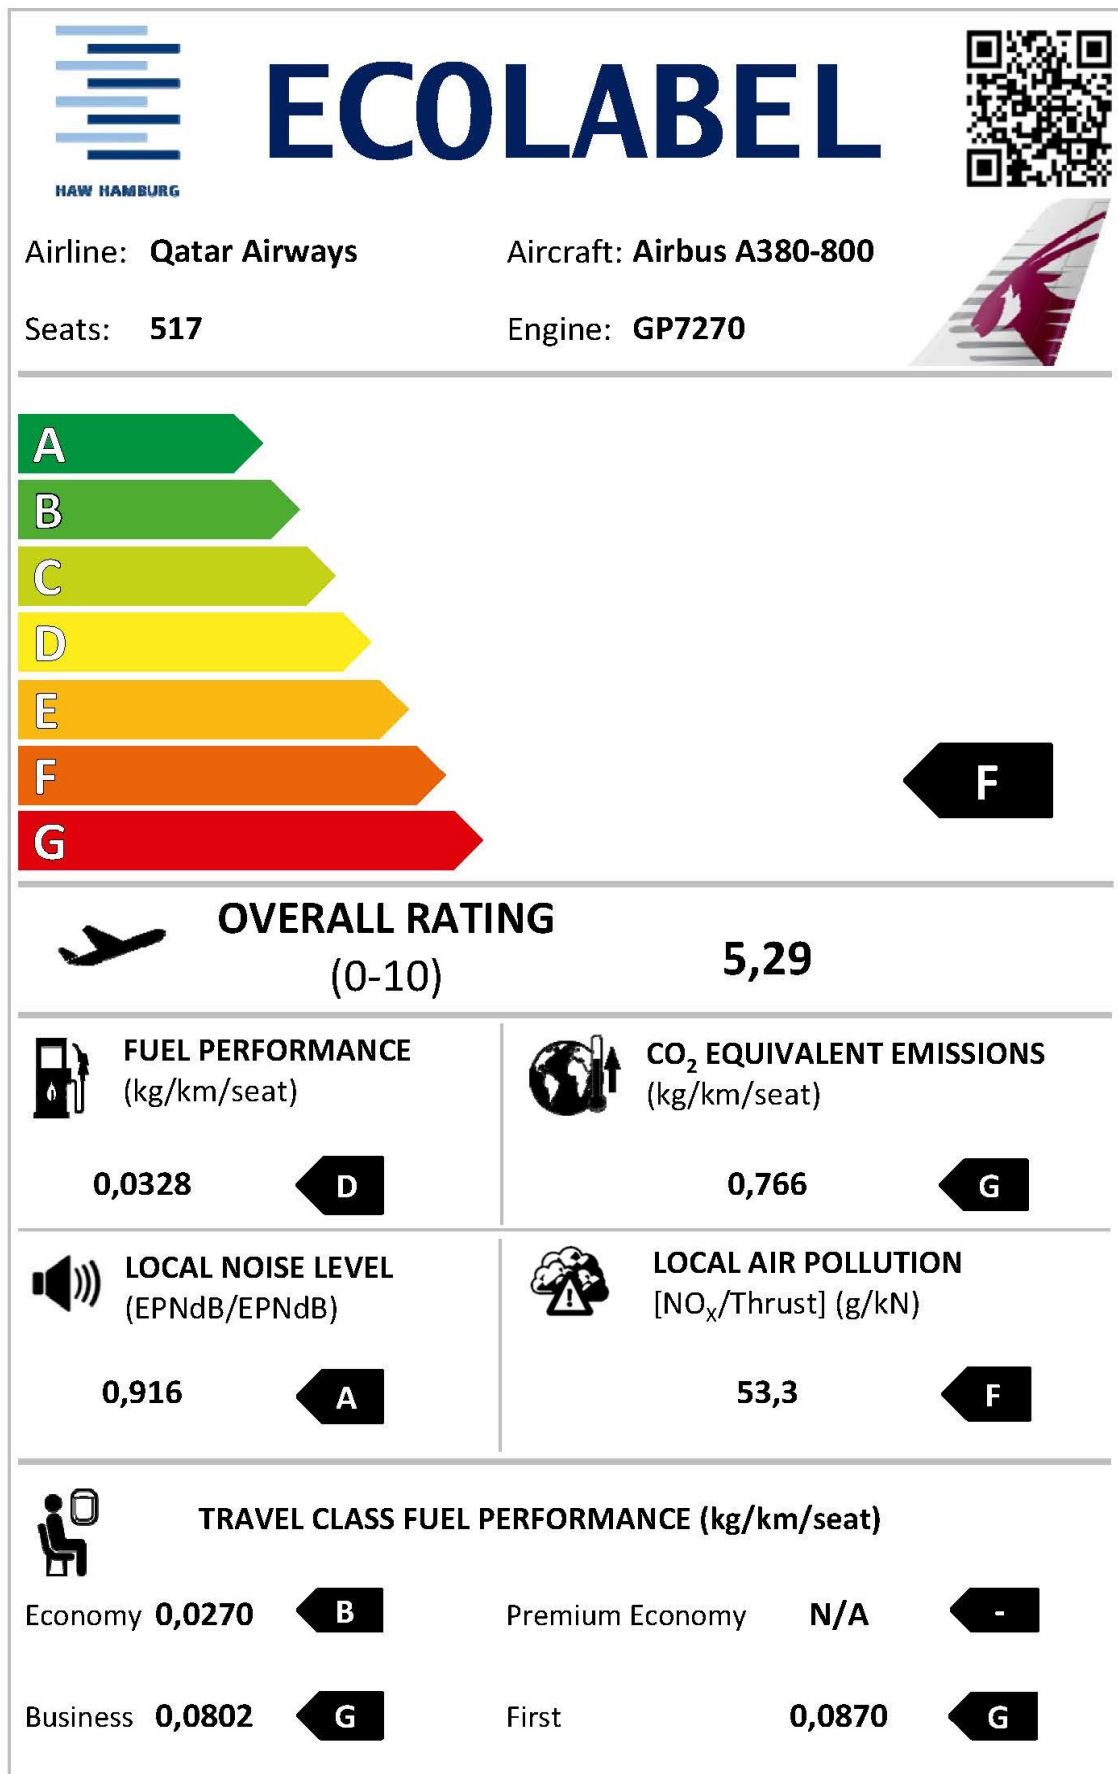 HAW HAMBURG
ECOLABEL
Airline: Qatar Airways Aircraft: Airbus A380-800
Seats: 517 Engine: GP7270
A
B
C
D
E
F F
G
OVERALL RATING
(0-10) 5,29
FUEL PERFORMANCE
(kg/km/seat)
0,0328 D
CO₂ EQUIVALENT EMISSIONS
(kg/km/seat)
0,766 G
LOCAL NOISE LEVEL
(EPNdB/EPNdB)
0,916 A
LOCAL AIR POLLUTION
[NOₓ/Thrust] (g/kN)
53,3 F
TRAVEL CLASS FUEL PERFORMANCE (kg/km/seat)
Economy 0,0270 B Premium Economy N/A -
Business 0,0802 G First 0,0870 G